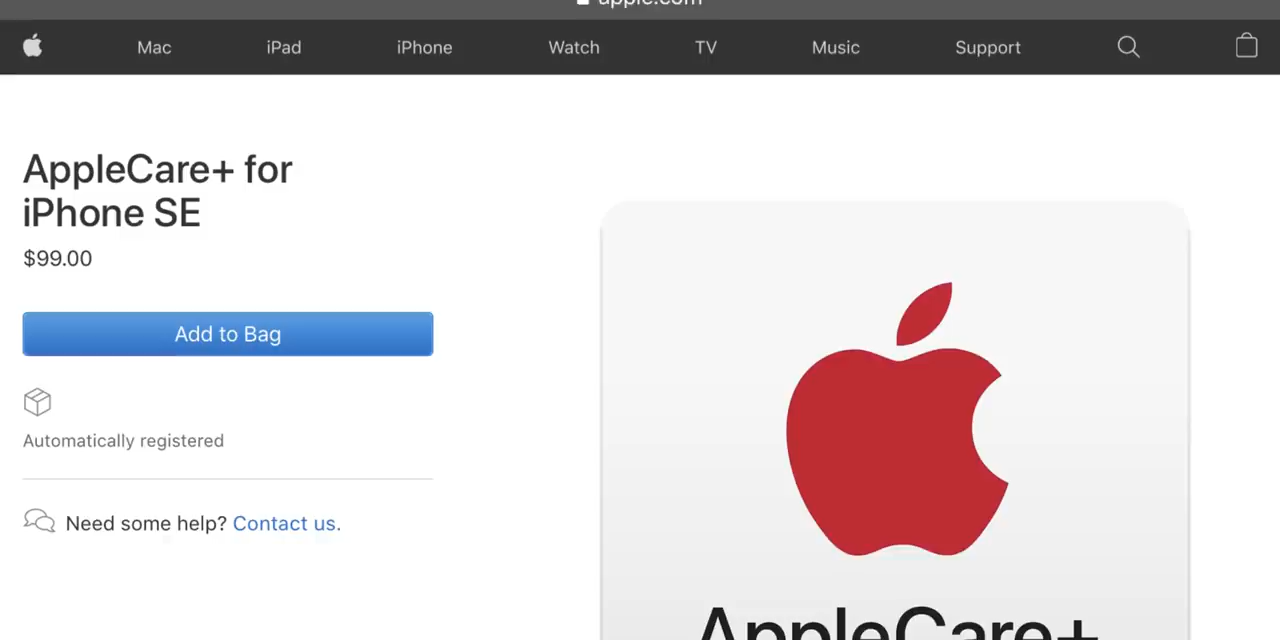 apple.com
Mac iPad iPhone Watch TV Music Support
AppleCare+ for
iPhone SE
$99.00
Add to Bag
Automatically registered
Need some help? Contact us.
AppleCare+